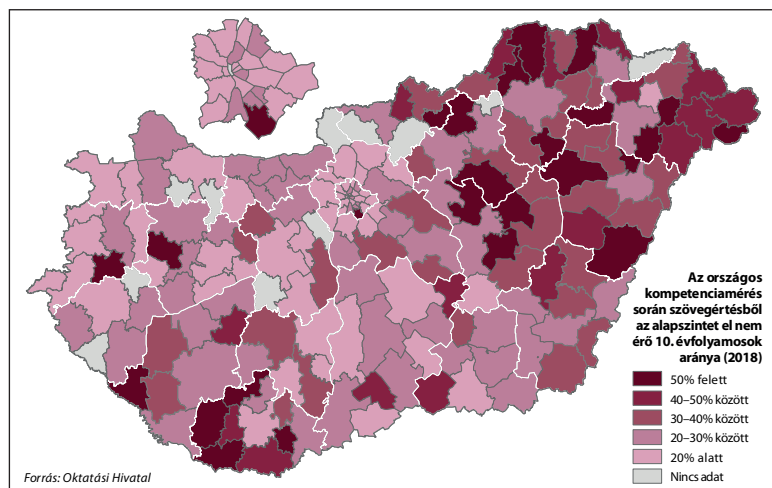 Az országos
kompetenciamérés
során szövegértésből
az alapszintet el nem
érő 10. évfolyamosok
aránya (2018)
50% felett
40–50% között
30–40% között
20–30% között
20% alatt
Nincs adat
Forrás: Oktatási Hivatal